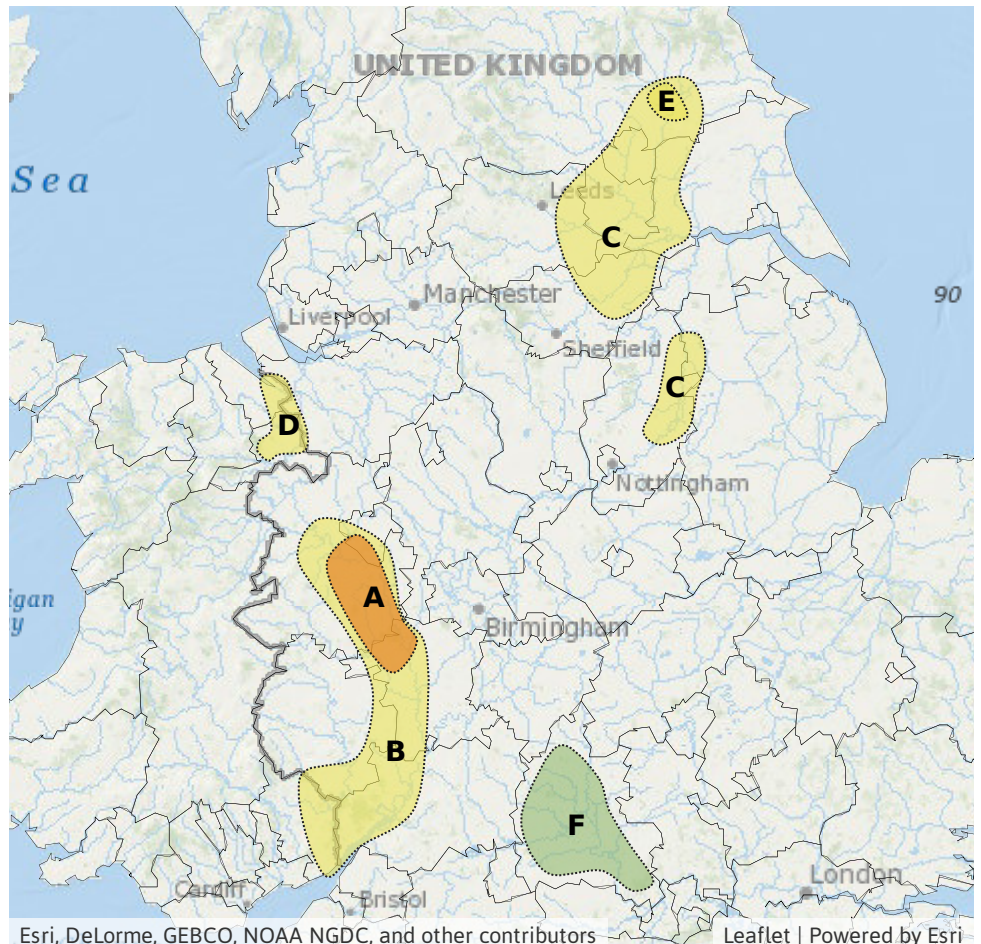 UNITED KINGDOM
E
Sea
Leeds
C
Manchester
90
Liverpool
Sheffield
C
D
Nottingham
A
igan
y
Birmingham
B
F
Cardiff
London
Bristol
Esri, DeLorme, GEBCO, NOAA NGDC, and other contributors
Leaflet | Powered by Esri